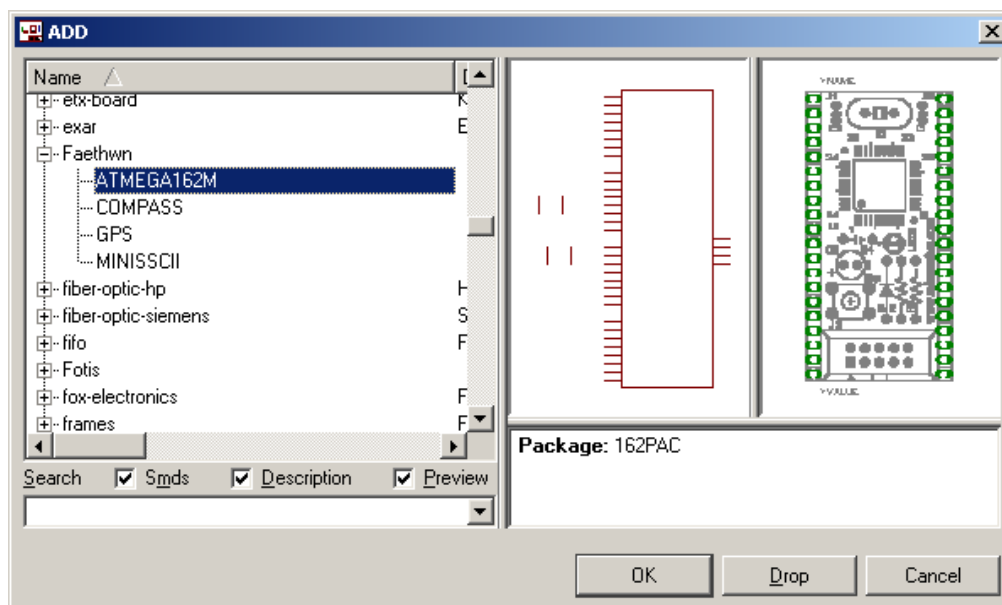 ADD
Name
etx-board K
exar E
Faethwn
ATMEGA162M
COMPASS
GPS
MINISSCII
fiber-optic-hp H
fiber-optic-siemens S
fifo F
Fotis
fox-electronics F
frames F
>NAME
>VALUE
Package: 162PAC
Search Smds Description Preview
OK Drop Cancel